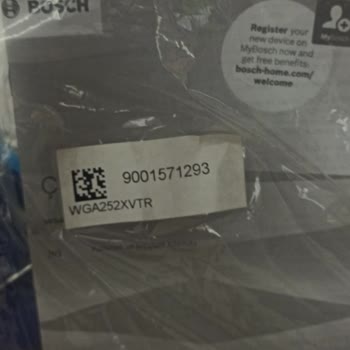 BOSCH
Register your
new device on
MyBosch now and
get free benefits:
bosch-home.com/
welcome
9001571293
WGA252XVTR